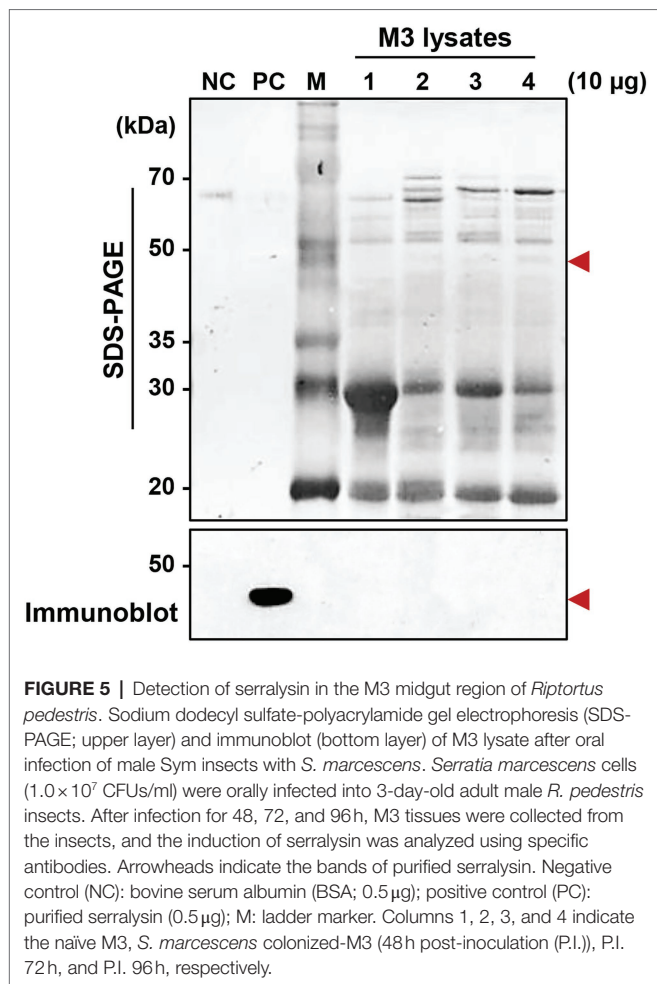 M3 lysates
NC PC M 1 2 3 4 (10 µg)
(kDa)
70
50
35
30
20
SDS-PAGE
50
Immunoblot
FIGURE 5 | Detection of serralysin in the M3 midgut region of Riptortus
pedestris. Sodium dodecyl sulfate-polyacrylamide gel electrophoresis (SDS-
PAGE; upper layer) and immunoblot (bottom layer) of M3 lysate after oral
infection of male Sym insects with S. marcescens. Serratia marcescens cells
(1.0 × 10⁷ CFUs/ml) were orally infected into 3-day-old adult male R. pedestris
insects. After infection for 48, 72, and 96 h, M3 tissues were collected from
the insects, and the induction of serralysin was analyzed using specific
antibodies. Arrowheads indicate the bands of purified serralysin. Negative
control (NC): bovine serum albumin (BSA; 0.5 µg); positive control (PC):
purified serralysin (0.5 µg); M: ladder marker. Columns 1, 2, 3, and 4 indicate
the naïve M3, S. marcescens colonized-M3 (48 h post-inoculation (P.I.)), P.I.
72 h, and P.I. 96 h, respectively.